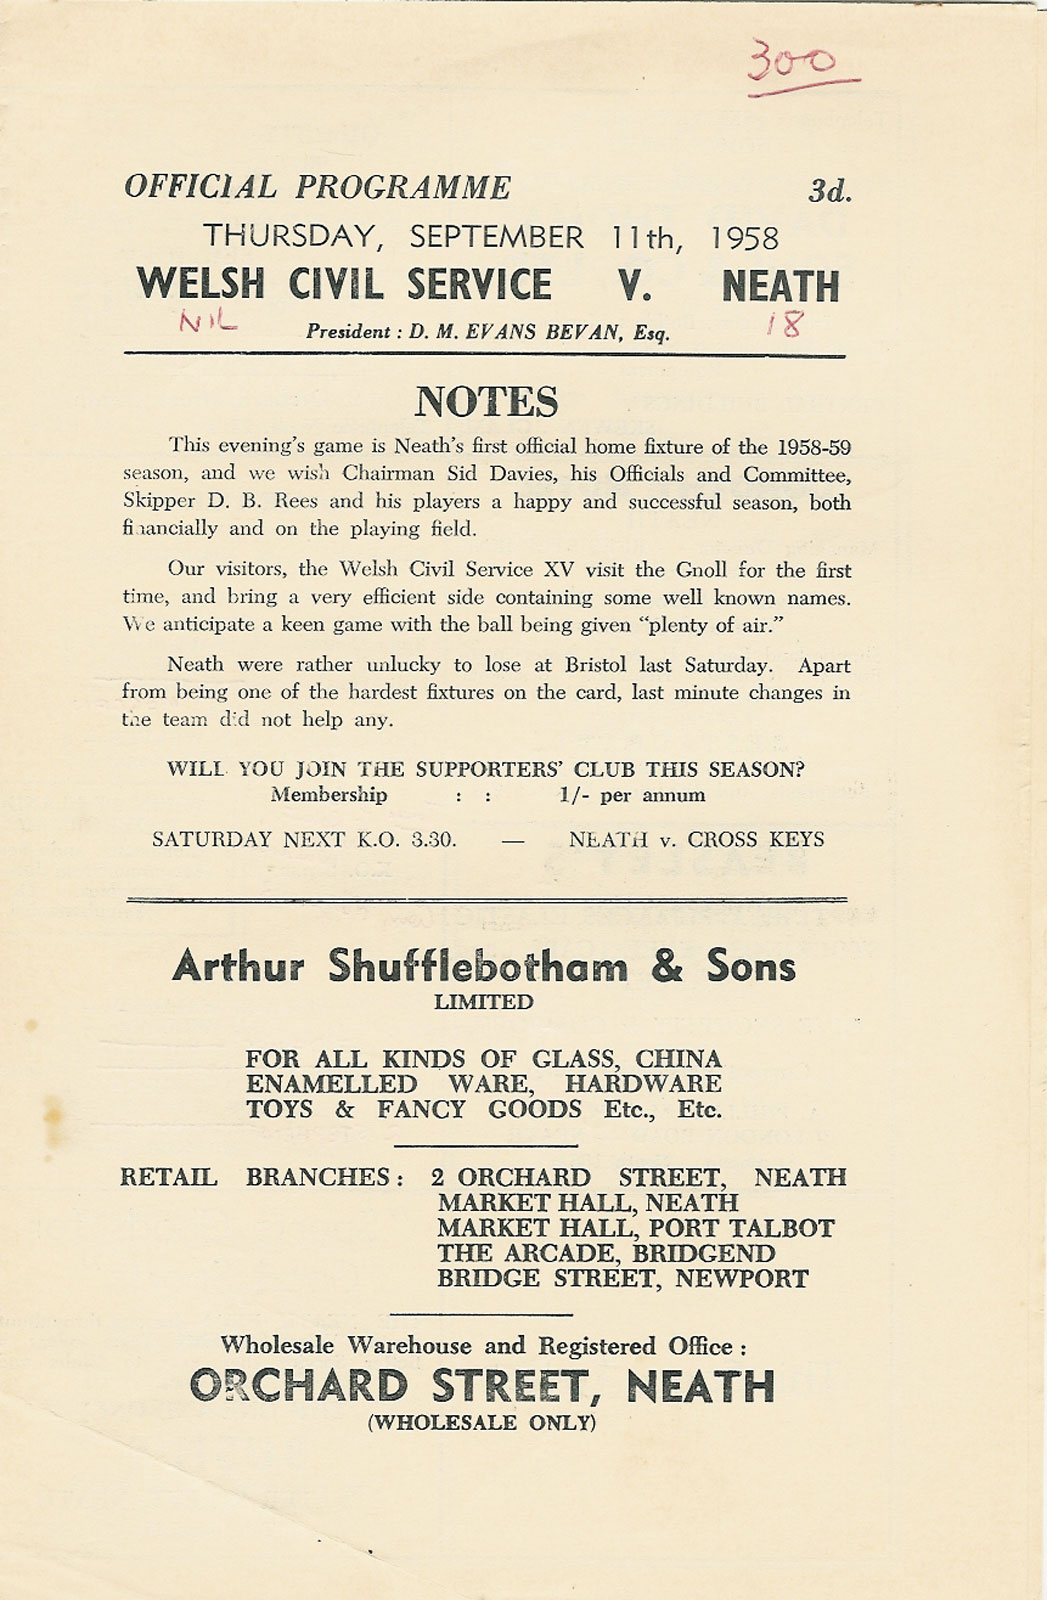 300
OFFICIAL PROGRAMME 3d.
THURSDAY, SEPTEMBER 11th, 1958
WELSH CIVIL SERVICE V. NEATH
NIL 18
President : D. M. EVANS BEVAN, Esq.
NOTES
This evening's game is Neath's first official home fixture of the 1958-59
season, and we wish Chairman Sid Davies, his Officials and Committee,
Skipper D. B. Rees and his players a happy and successful season, both
financially and on the playing field.
Our visitors, the Welsh Civil Service XV visit the Gnoll for the first
time, and bring a very efficient side containing some well known names.
We anticipate a keen game with the ball being given “plenty of air.”
Neath were rather unlucky to lose at Bristol last Saturday. Apart
from being one of the hardest fixtures on the card, last minute changes in
the team did not help any.
WILL YOU JOIN THE SUPPORTERS' CLUB THIS SEASON?
Membership : : 1/- per annum
SATURDAY NEXT K.O. 3.30. — NEATH v. CROSS KEYS
Arthur Shufflebotham & Sons
LIMITED
FOR ALL KINDS OF GLASS, CHINA
ENAMELLED WARE, HARDWARE
TOYS & FANCY GOODS Etc., Etc.
RETAIL BRANCHES : 2 ORCHARD STREET, NEATH
MARKET HALL, NEATH
MARKET HALL, PORT TALBOT
THE ARCADE, BRIDGEND
BRIDGE STREET, NEWPORT
Wholesale Warehouse and Registered Office :
ORCHARD STREET, NEATH
(WHOLESALE ONLY)